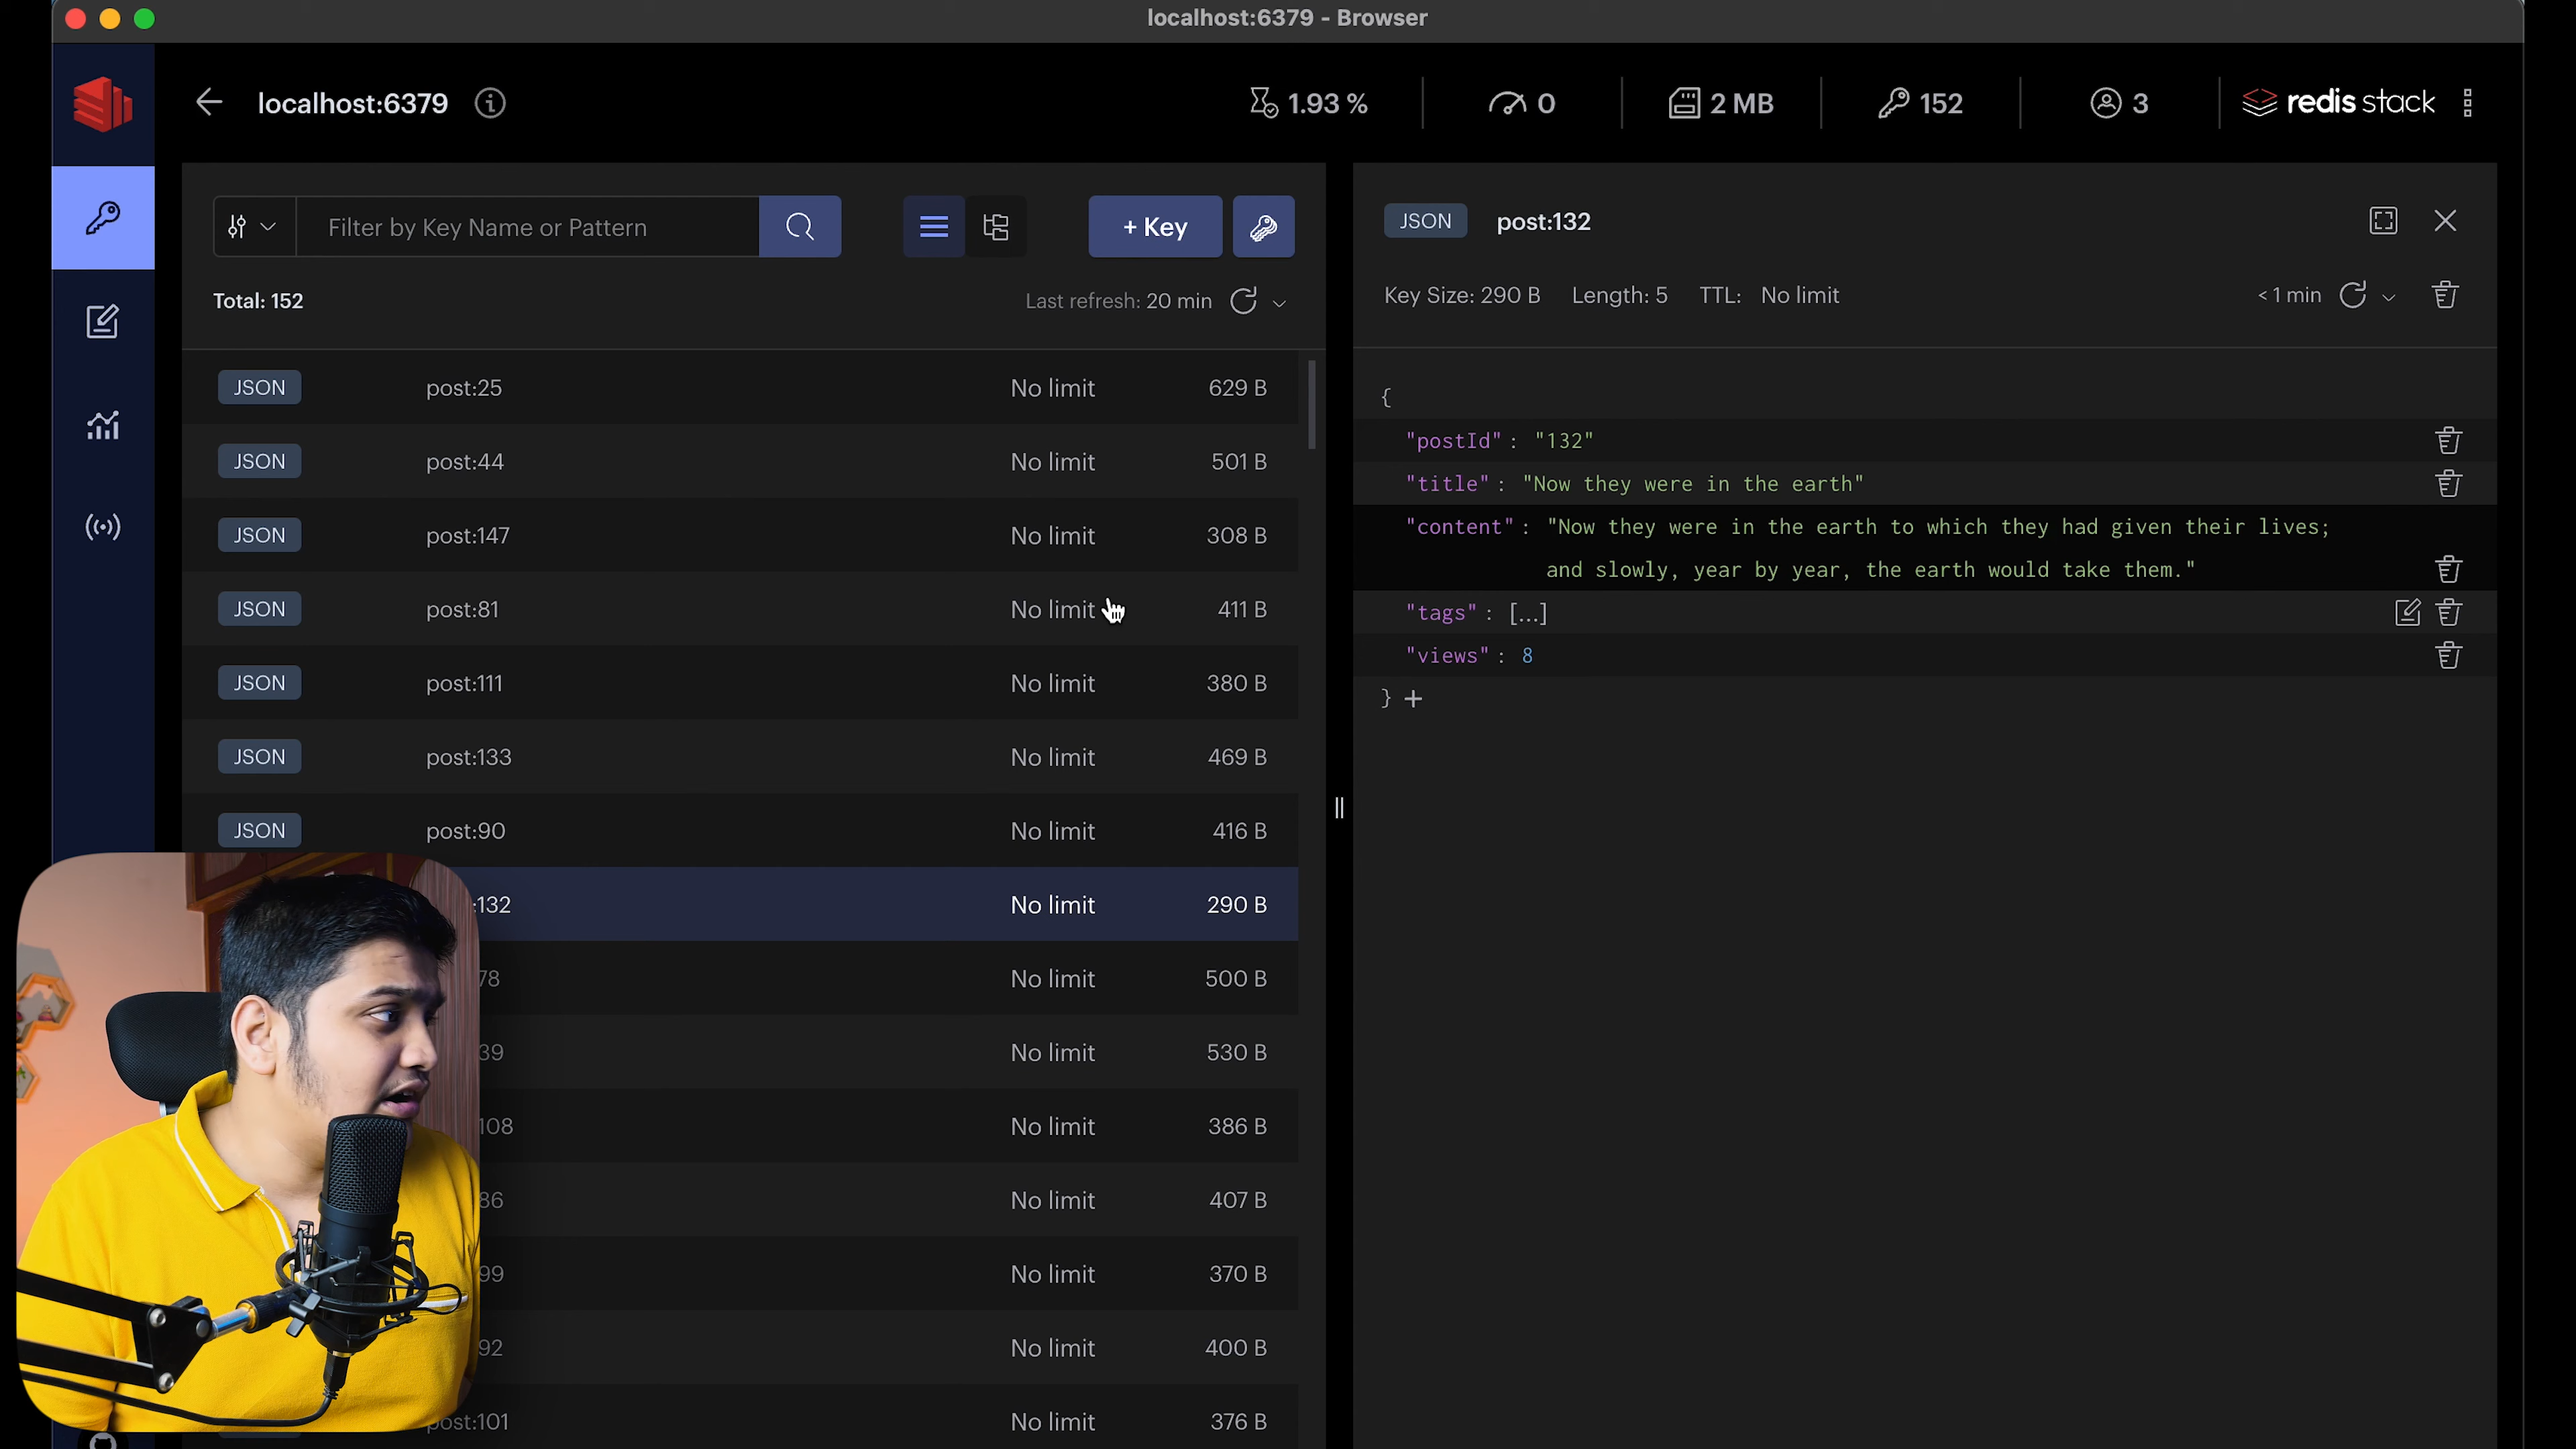 localhost:6379 - Browser
localhost:6379
1.93 %
0
2 MB
152
3
redis stack
Filter by Key Name or Pattern
+ Key
Total: 152
Last refresh: 20 min
JSON post:25 No limit 629 B
JSON post:44 No limit 501 B
JSON post:147 No limit 308 B
JSON post:81 No limit 411 B
JSON post:111 No limit 380 B
JSON post:133 No limit 469 B
JSON post:90 No limit 416 B
:132 No limit 290 B
78 No limit 500 B
39 No limit 530 B
108 No limit 386 B
86 No limit 407 B
99 No limit 370 B
92 No limit 400 B
post:101 No limit 376 B
JSON post:132
Key Size: 290 B Length: 5 TTL: No limit
< 1 min
{
"postId" : "132"
"title" : "Now they were in the earth"
"content" : "Now they were in the earth to which they had given their lives;
and slowly, year by year, the earth would take them."
"tags" : [...]
"views" : 8
} +